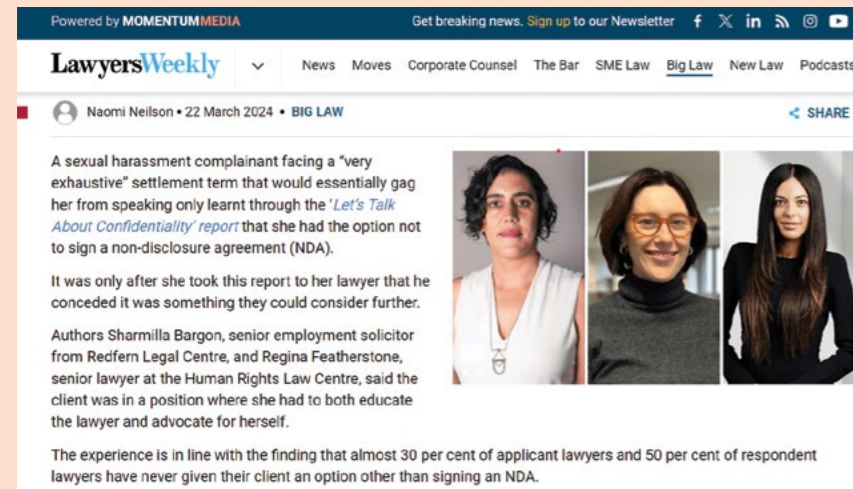 Powered by MOMENTUMMEDIA
Get breaking news. Sign up to our Newsletter
LawyersWeekly
News Moves Corporate Counsel The Bar SME Law Big Law New Law Podcasts
Naomi Neilson • 22 March 2024 • BIG LAW
SHARE
A sexual harassment complainant facing a “very
exhaustive” settlement term that would essentially gag
her from speaking only learnt through the ‘Let’s Talk
About Confidentiality’ report that she had the option not
to sign a non-disclosure agreement (NDA).
It was only after she took this report to her lawyer that he
conceded it was something they could consider further.
Authors Sharmilla Bargon, senior employment solicitor
from Redfern Legal Centre, and Regina Featherstone,
senior lawyer at the Human Rights Law Centre, said the
client was in a position where she had to both educate
the lawyer and advocate for herself.
The experience is in line with the finding that almost 30 per cent of applicant lawyers and 50 per cent of respondent
lawyers have never given their client an option other than signing an NDA.